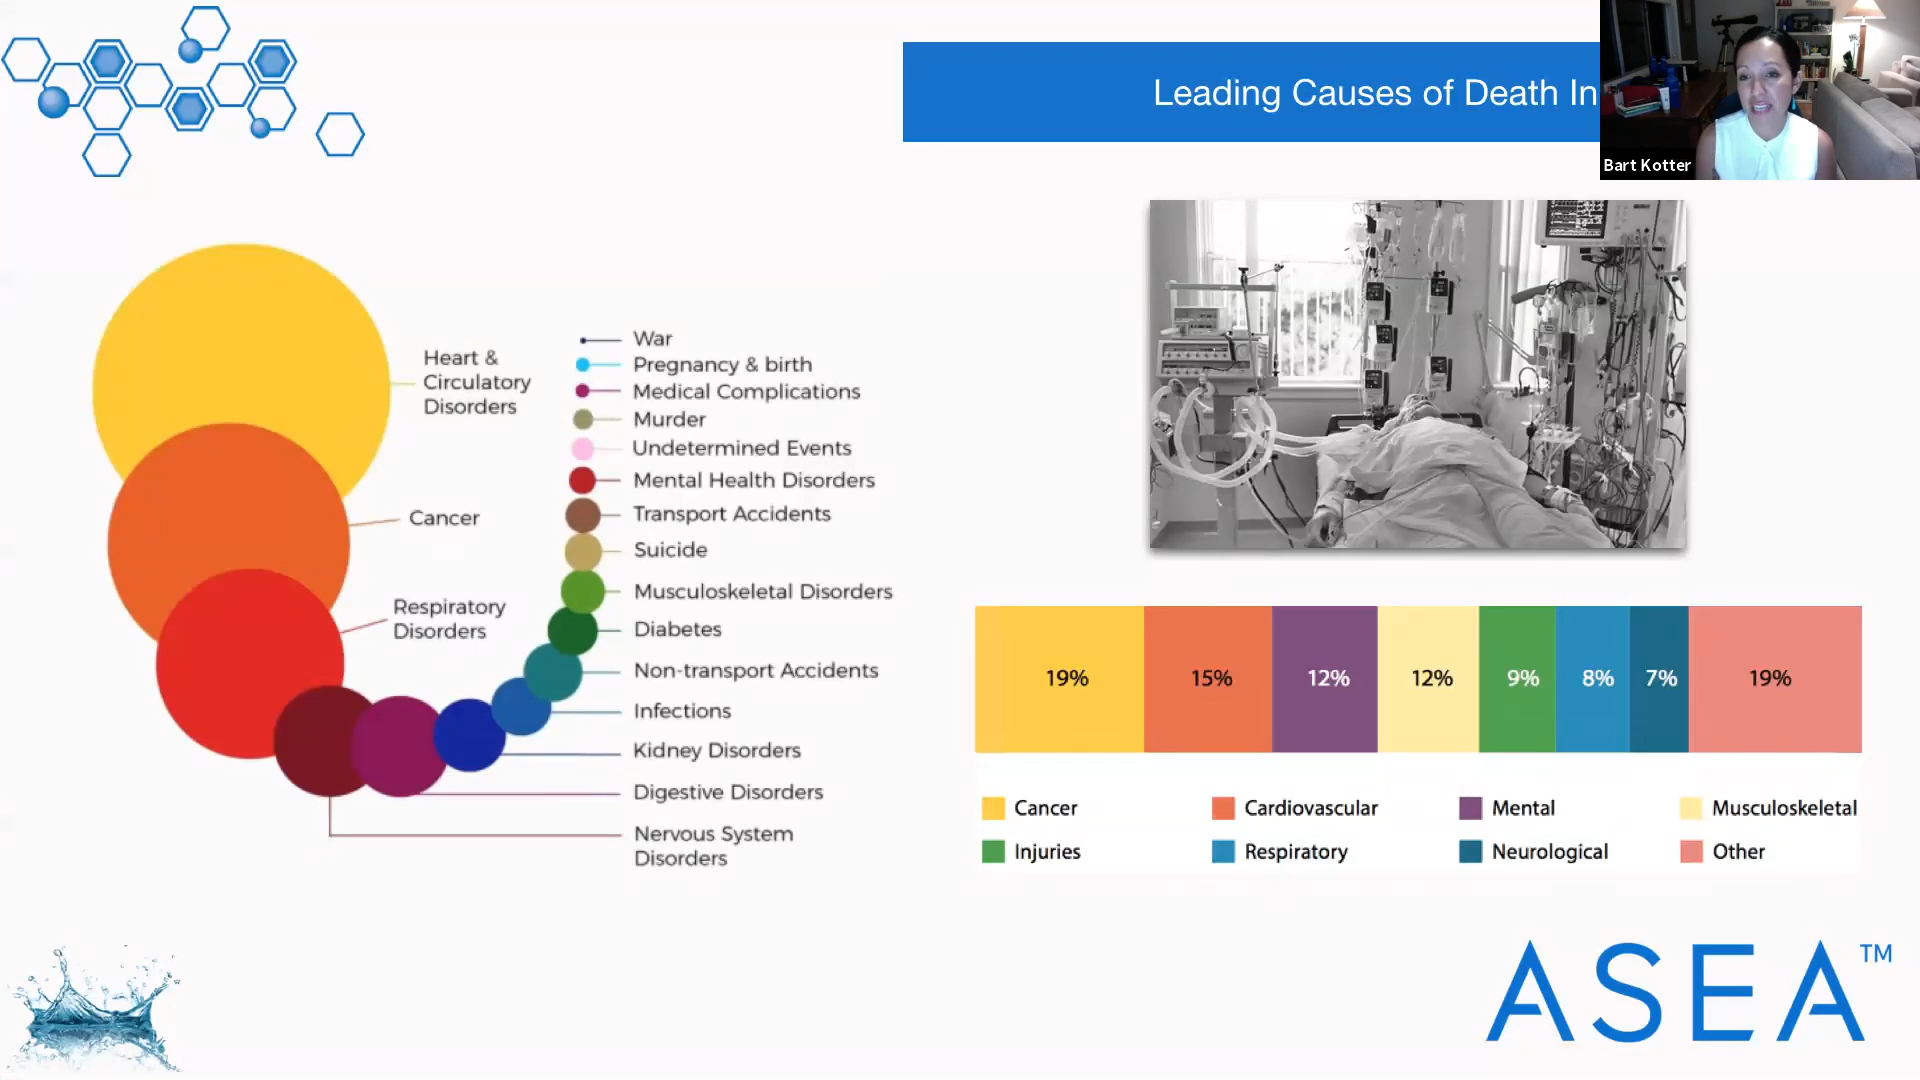 Leading Causes of Death In
Bart Kotter
Heart &
Circulatory
Disorders
Cancer
Respiratory
Disorders
War
Pregnancy & birth
Medical Complications
Murder
Undetermined Events
Mental Health Disorders
Transport Accidents
Suicide
Musculoskeletal Disorders
Diabetes
Non-transport Accidents
Infections
Kidney Disorders
Digestive Disorders
Nervous System
Disorders
19% 15% 12% 12% 9% 8% 7% 19%
Cancer Cardiovascular Mental Musculoskeletal
Injuries Respiratory Neurological Other
ASEA™